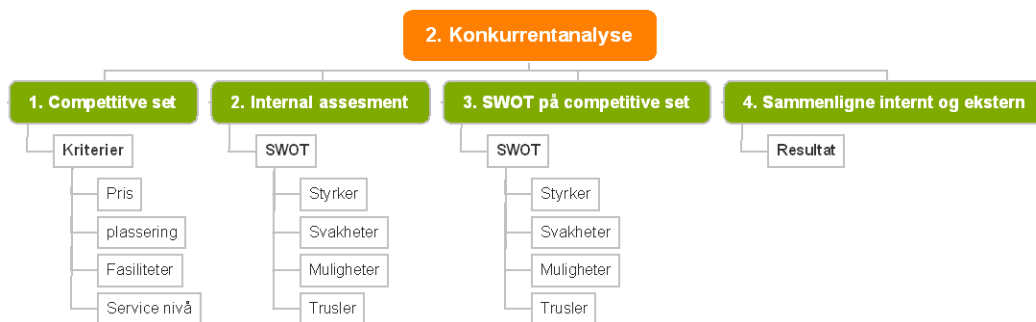 2. Konkurrentanalyse
1. Compettitve set
2. Internal assesment
3. SWOT på competitive set
4. Sammenligne internt og ekstern
Kriterier
SWOT
SWOT
Resultat
Pris
Styrker
Styrker
plassering
Svakheter
Svakheter
Fasiliteter
Muligheter
Muligheter
Service nivå
Trusler
Trusler